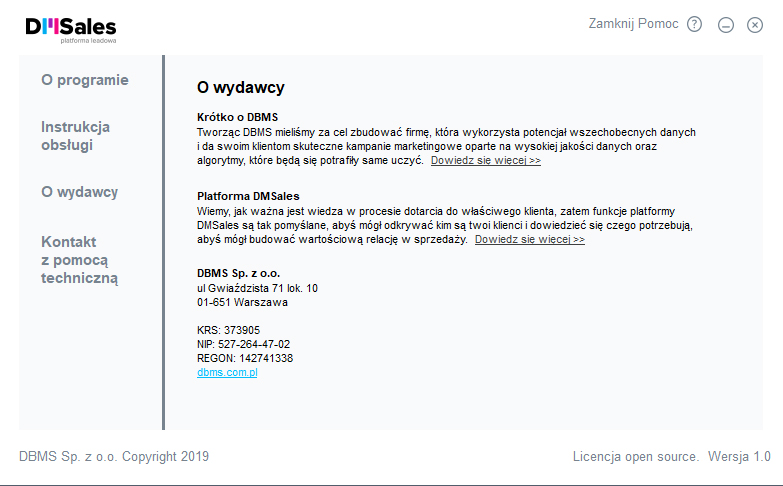 DMSales
platforma leadowa
Zamknij Pomoc ?
O programie
Instrukcja
obsługi
O wydawcy
Kontakt
z pomocą
techniczną
O wydawcy
Krótko o DBMS
Tworząc DBMS mieliśmy za cel zbudować firmę, która wykorzysta potencjał wszechobecnych danych
i da swoim klientom skuteczne kampanie marketingowe oparte na wysokiej jakości danych oraz
algorytmy, które będą się potrafiły same uczyć. Dowiedz się więcej >>
Platforma DMSales
Wiemy, jak ważna jest wiedza w procesie dotarcia do właściwego klienta, zatem funkcje platformy
DMSales są tak pomyślane, abyś mógł odkrywać kim są twoi klienci i dowiedzieć się czego potrzebują,
abyś mógł budować wartościową relację w sprzedaży. Dowiedz się więcej >>
DBMS Sp. z o.o.
ul Gwiaździsta 71 lok. 10
01-651 Warszawa
KRS: 373905
NIP: 527-264-47-02
REGON: 142741338
dbms.com.pl
DBMS Sp. z o.o. Copyright 2019
Licencja open source. Wersja 1.0